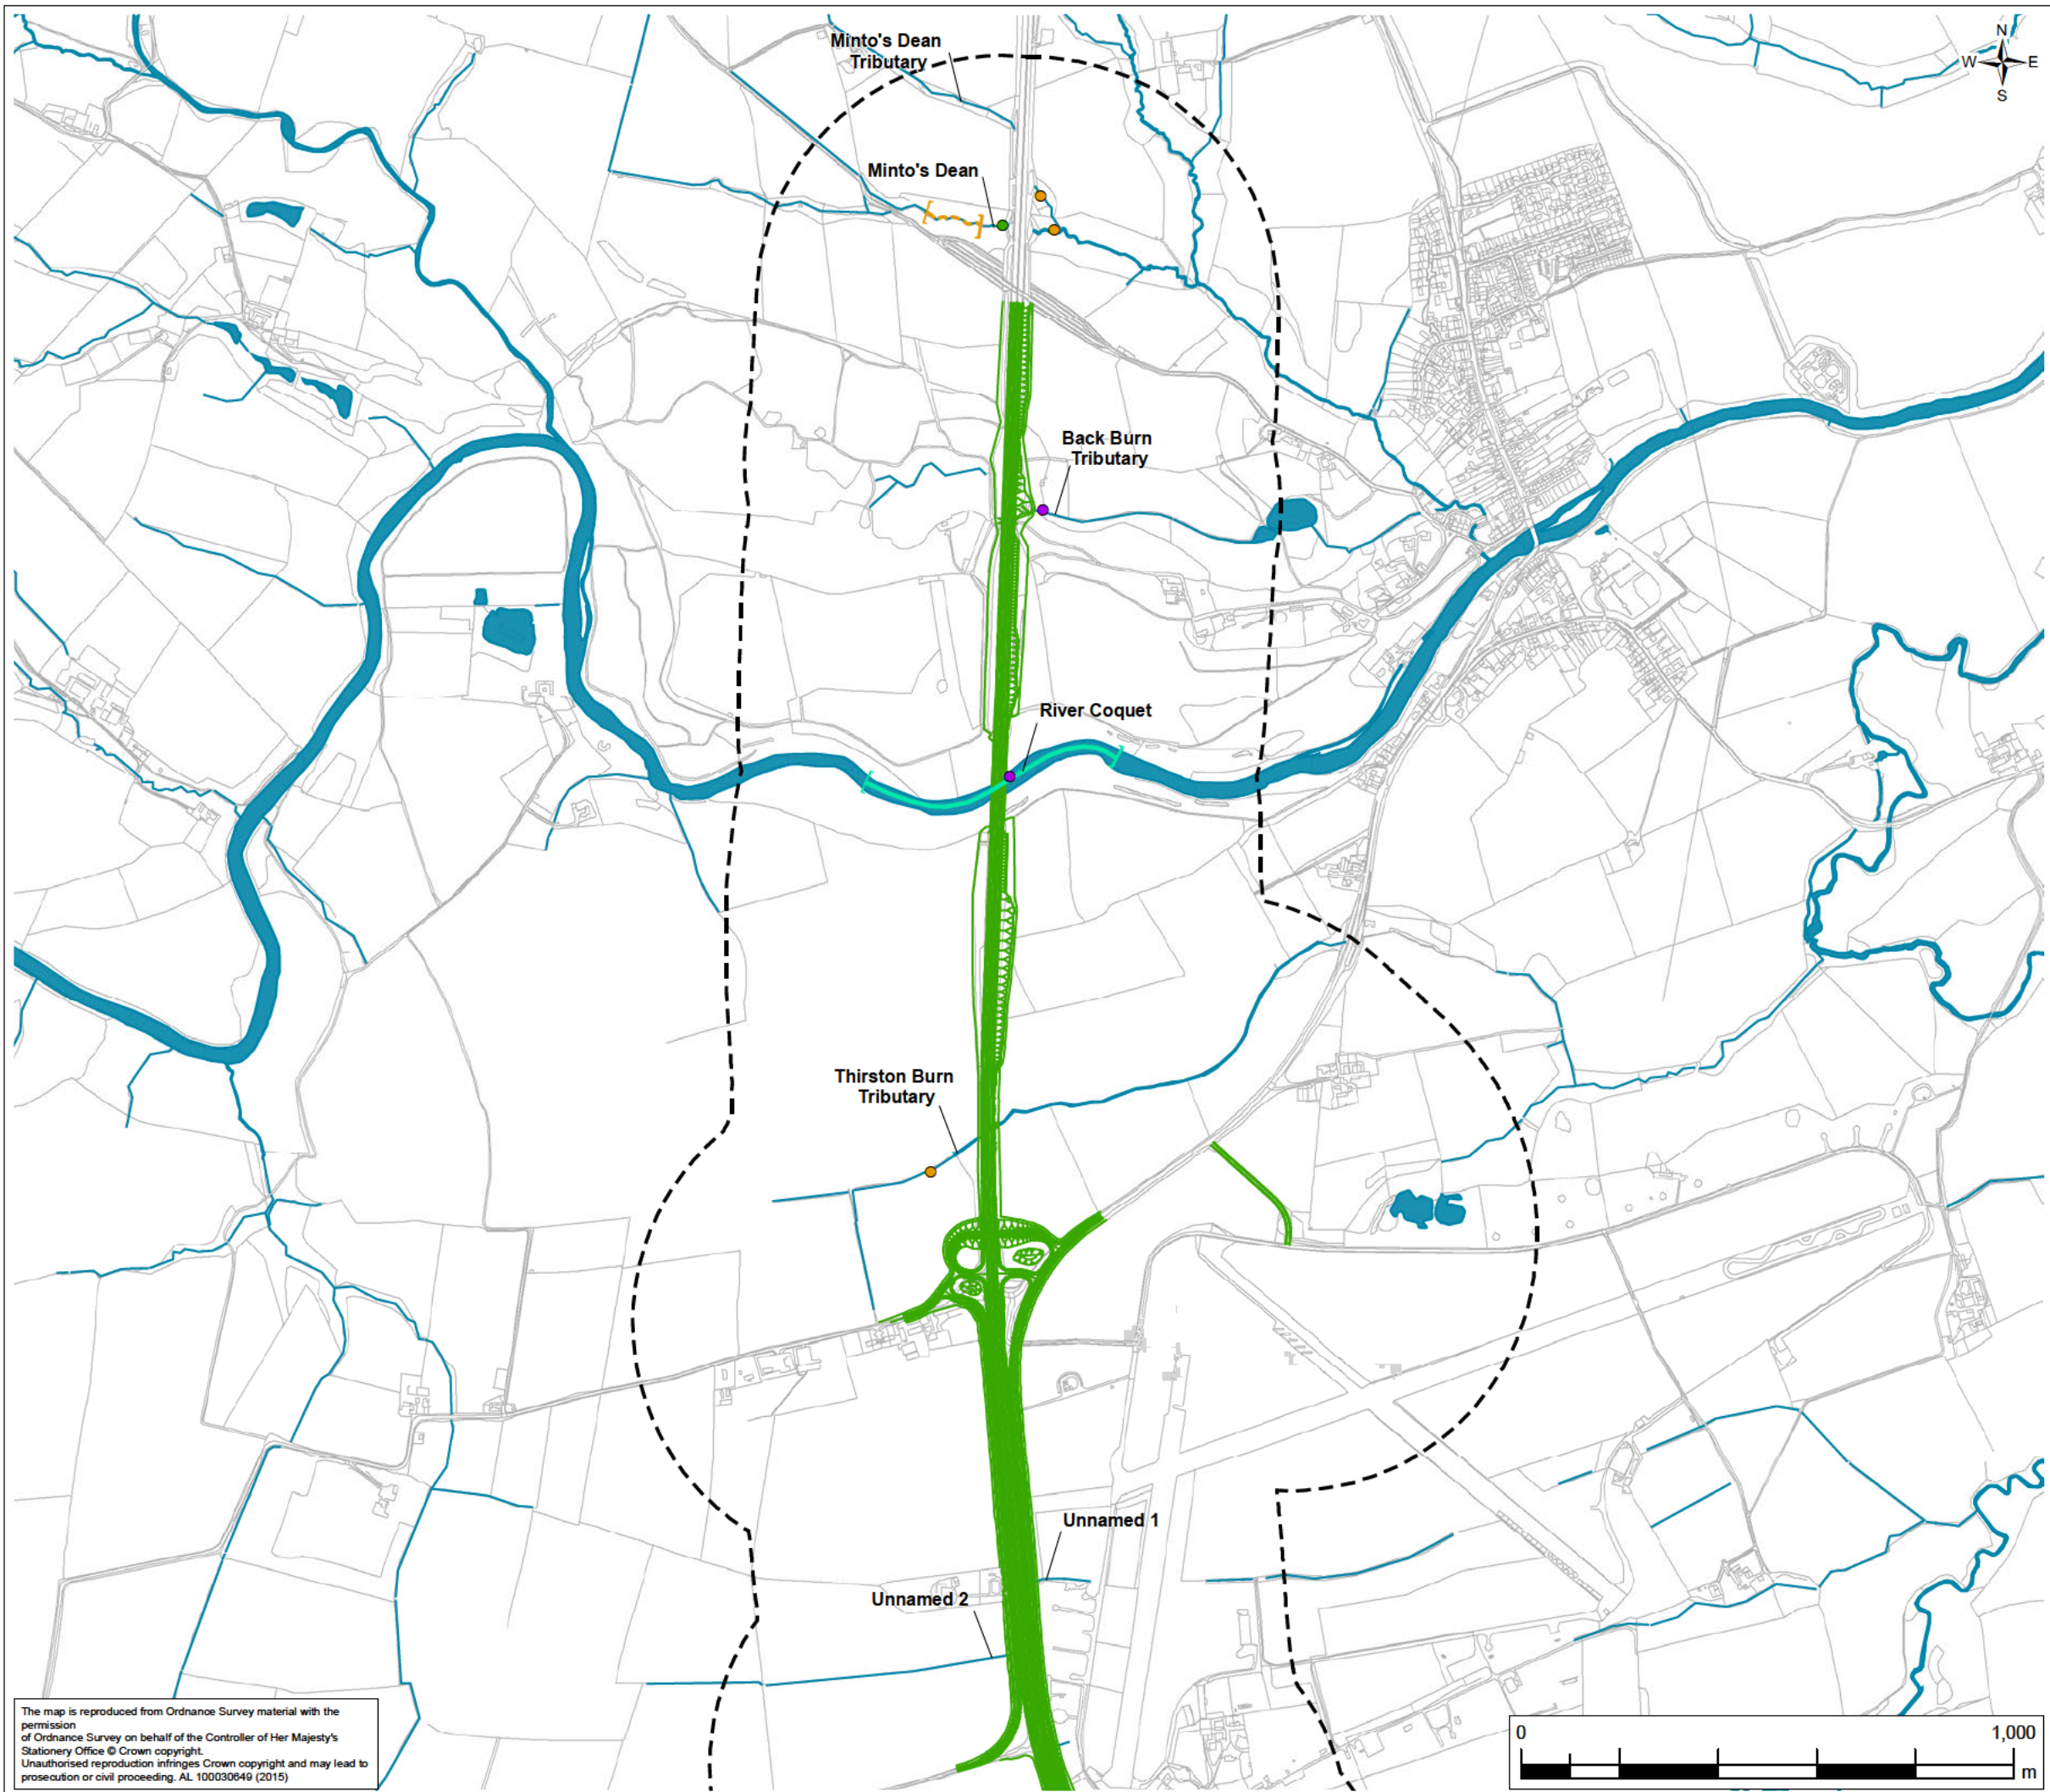 Minto's Dean
Tributary
N
W
E
S
Minto's Dean
Back Burn
Tributary
River Coquet
Thirston Burn
Tributary
Unnamed 1
Unnamed 2
The map is reproduced from Ordnance Survey material with the
permission
of Ordnance Survey on behalf of the Controller of Her Majesty's
Stationery Office © Crown copyright.
Unauthorised reproduction infringes Crown copyright and may lead to
prosecution or civil proceeding. AL 100030649 (2015)
0
1,000
m